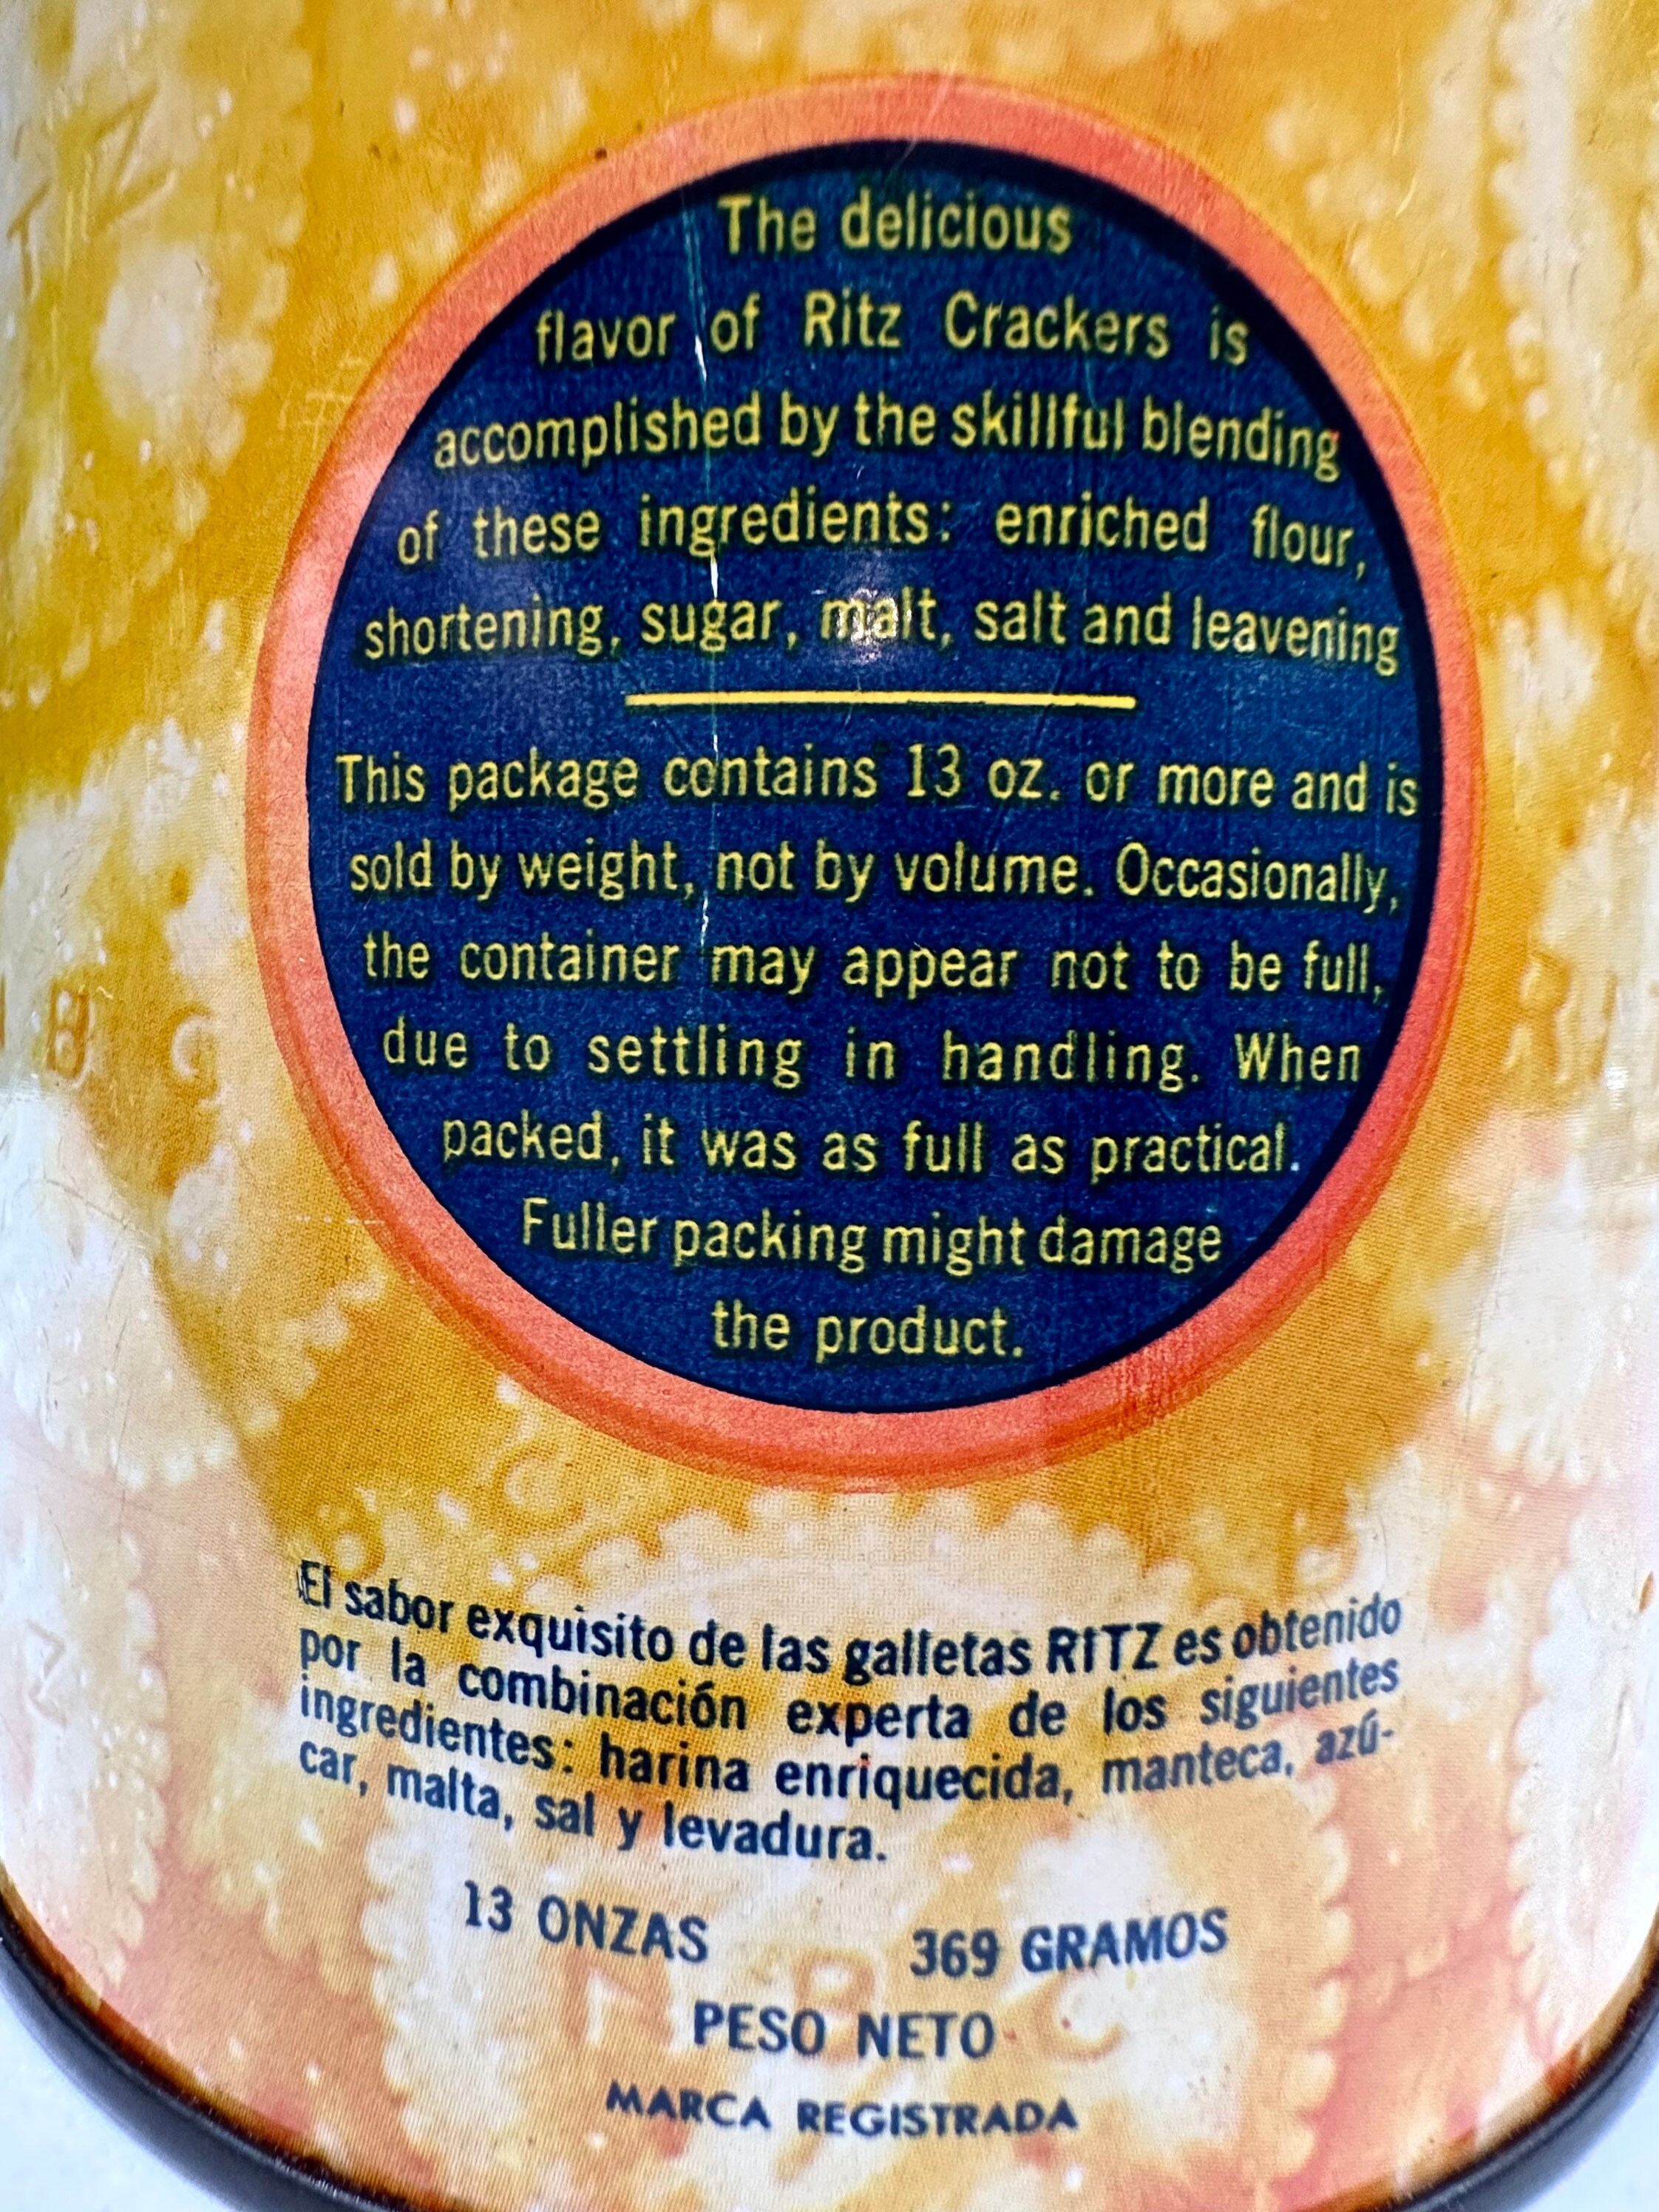 The delicious
flavor of Ritz Crackers is
accomplished by the skillful blending
of these ingredients: enriched flour,
shortening, sugar, malt, salt and leavening
This package contains 13 oz. or more and is
sold by weight, not by volume. Occasionally,
the container may appear not to be full,
due to settling in handling. When
packed, it was as full as practical.
Fuller packing might damage
the product.
¡El sabor exquisito de las galletas RITZ es obtenido
por la combinación experta de los siguientes
ingredientes: harina enriquecida, manteca, azú-
car, malta, sal y levadura.
13 ONZAS 369 GRAMOS
PESO NETO
MARCA REGISTRADA